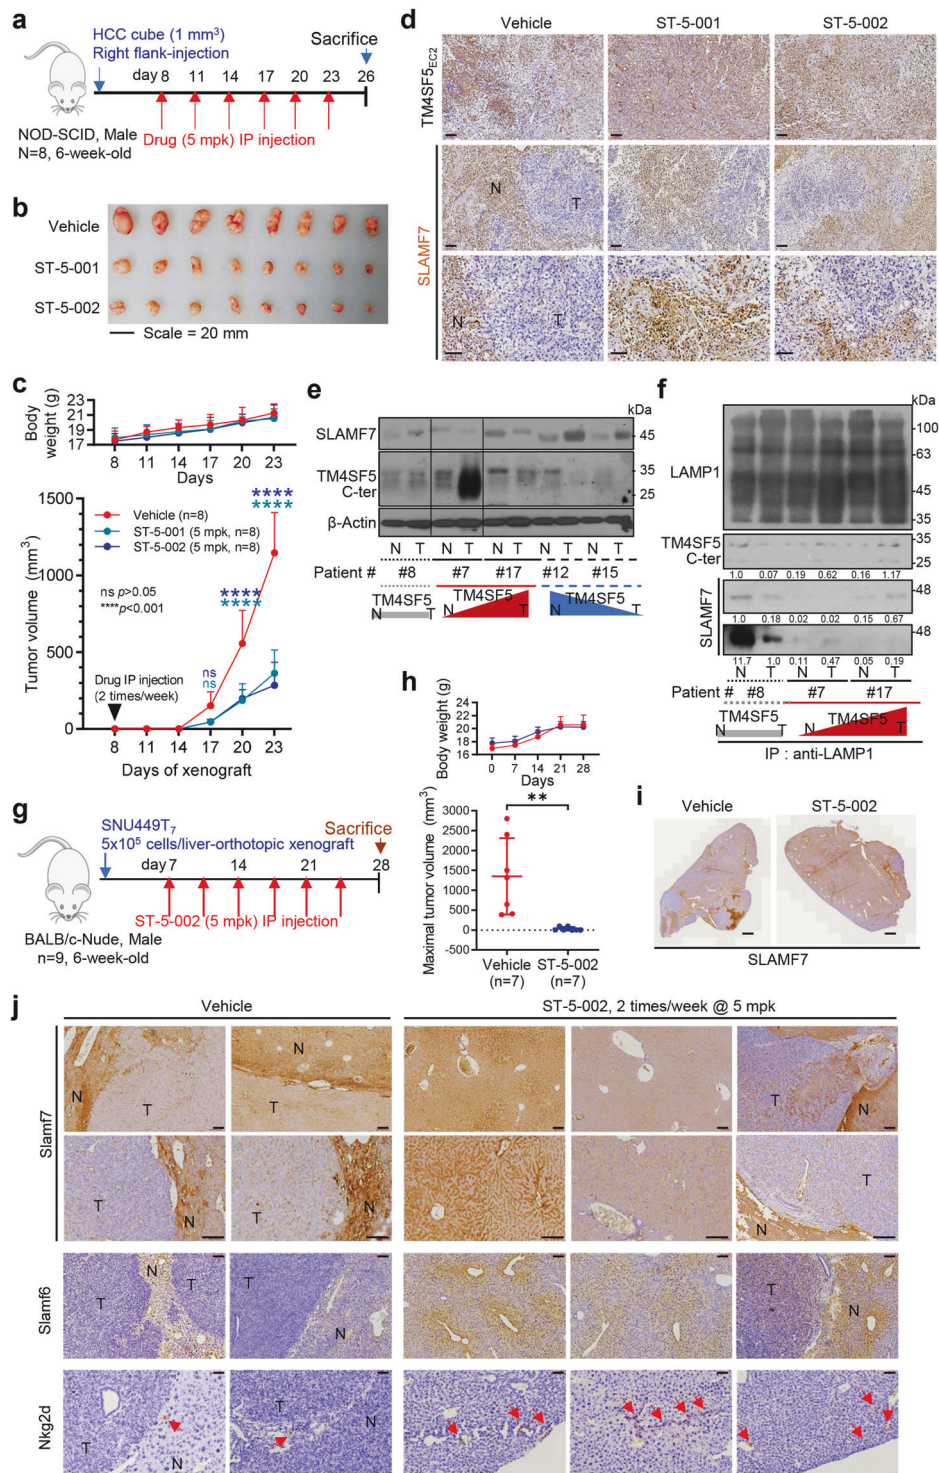 a
HCC cube (1 mm³)
Right flank-injection
Sacrifice
day 8 11 14 17 20 23 26
NOD-SCID, Male
N=8, 6-week-old
Drug (5 mpk) IP injection
b
Vehicle
ST-5-001
ST-5-002
Scale = 20 mm
c
Body weight (g)
23
21
19
17
8 11 14 17 20 23
Days
Tumor volume (mm³)
1500
1000
500
0
Vehicle (n=8)
ST-5-001 (5 mpk, n=8)
ST-5-002 (5 mpk, n=8)
ns p>0.05
****p<0.001
****
****
****
****
ns
ns
Drug IP injection
(2 times/week)
8 11 14 17 20 23
Days of xenograft
d
Vehicle ST-5-001 ST-5-002
TM4SF5EC2
SLAMF7
N T
N T
e
kDa
SLAMF7
45
TM4SF5
C-ter
35
25
β-Actin
N T N T N T N T N T
Patient # #8 #7 #17 #12 #15
TM4SF5
N T
TM4SF5
N T
TM4SF5
N T
f
kDa
LAMP1
100
63
48
35
TM4SF5
C-ter
25
1.0 0.07 0.19 0.62 0.16 1.17
SLAMF7
48
1.0 0.18 0.02 0.02 0.15 0.67
48
11.7 1.0 0.11 0.47 0.05 0.19
N T N T N T
Patient # #8 #7 #17
TM4SF5
N T
TM4SF5
N T
IP : anti-LAMP1
g
SNU449T7
5x10⁵ cells/liver-orthotopic xenograft
Sacrifice
day 7 14 21 28
ST-5-002 (5 mpk) IP injection
BALB/c-Nude, Male
n=9, 6-week-old
h
Body weight (g)
22
20
18
16
0 7 14 21 28
Days
Maximal tumor volume (mm³)
3000
2500
2000
1500
1000
500
0
-500
**
Vehicle
(n=7)
ST-5-002
(n=7)
i
Vehicle ST-5-002
SLAMF7
j
Vehicle
ST-5-002, 2 times/week @ 5 mpk
Slamf7
N T
N T
T N
T N
T N
T N
Slamf6
T N T
T N
T N
Nkg2d
T N
T N